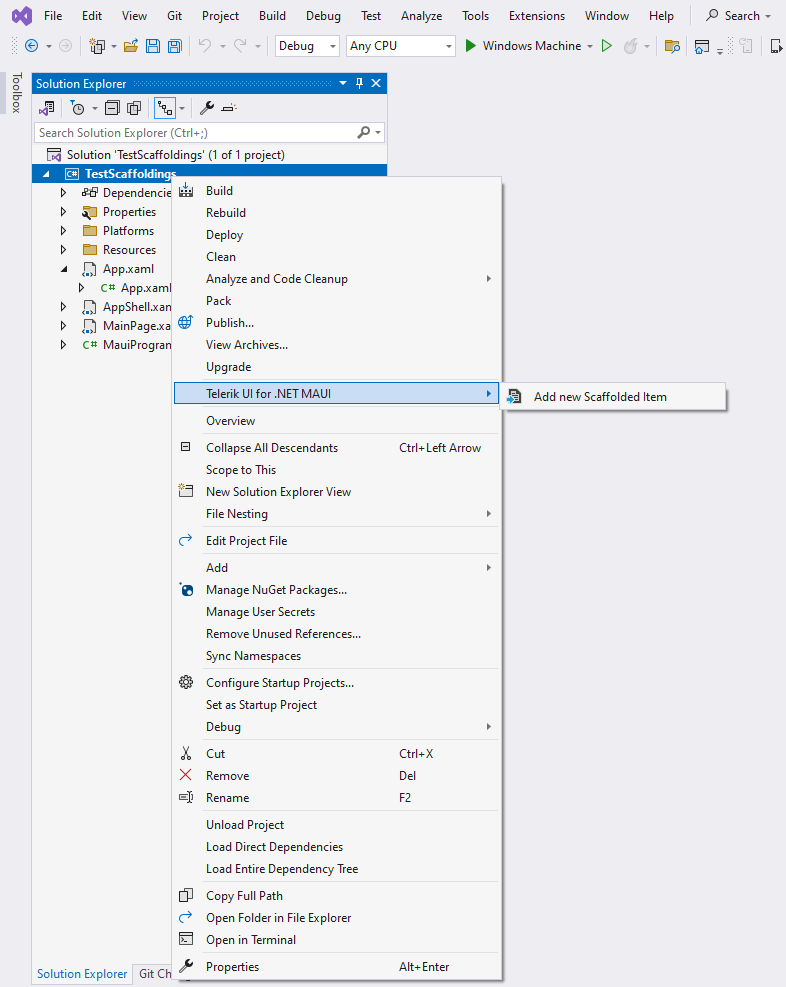 File Edit View Git Project Build Debug Test Analyze Tools Extensions Window Help Search
Debug Any CPU Windows Machine
Toolbox
Solution Explorer
Search Solution Explorer (Ctrl+;)
Solution 'TestScaffoldings' (1 of 1 project)
C# TestScaffoldings
Dependencie
Properties
Platforms
Resources
App.xaml
C# App.xaml
AppShell.xan
MainPage.xa
C# MauiProgran
Build
Rebuild
Deploy
Clean
Analyze and Code Cleanup
Pack
Publish...
View Archives...
Upgrade
Telerik UI for .NET MAUI
Add new Scaffolded Item
Overview
Collapse All Descendants Ctrl+Left Arrow
Scope to This
New Solution Explorer View
File Nesting
Edit Project File
Add
Manage NuGet Packages...
Manage User Secrets
Remove Unused References...
Sync Namespaces
Configure Startup Projects...
Set as Startup Project
Debug
Cut Ctrl+X
Remove Del
Rename F2
Unload Project
Load Direct Dependencies
Load Entire Dependency Tree
Copy Full Path
Open Folder in File Explorer
Open in Terminal
Properties Alt+Enter
Solution Explorer Git Ch